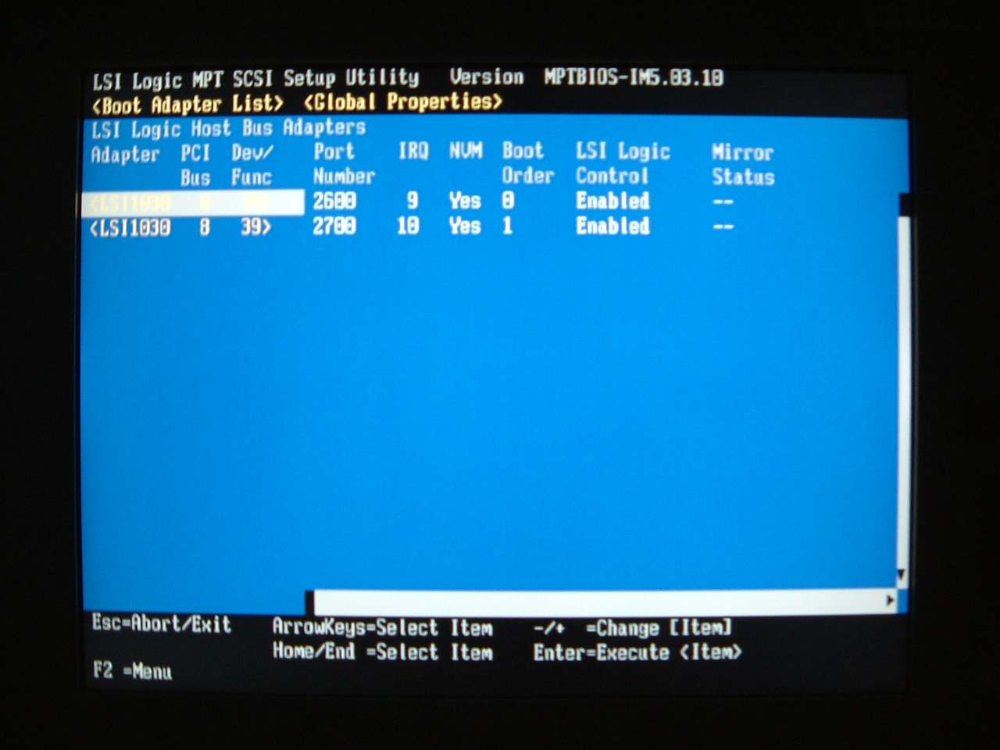 LSI Logic MPT SCSI Setup Utility Version MPTBIOS-IM5.03.10
<Boot Adapter List> <Global Properties>
LSI Logic Host Bus Adapters
Adapter PCI Dev/ Port IRQ NVM Boot LSI Logic Mirror
Bus Func Number Order Control Status
<LSI1030 8 2600 9 Yes 0 Enabled --
<LSI1030 8 39> 2700 10 Yes 1 Enabled --
Esc=Abort/Exit ArrowKeys=Select Item -/+ =Change [Item]
Home/End =Select Item Enter=Execute <Item>
F2 =Menu